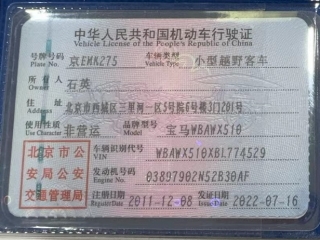 中华人民共和国机动车行驶证
Vehicle License of the People's Republic of China
号牌号码 京EMK275 车辆类型 小型越野客车
Plate No. Vehicle Type
所有人 石英
Owner
住址 北京市西城区三里河一区5号院6号楼3门201号
Address
使用性质 非营运 品牌型号 宝马WBAWX510
Use Character Model
北京市公 车辆识别代号 WBAWX510XBL774529
VIN
安局公安 发动机号码 03897902N52B30AF
Engine No.
交通管理局 注册日期 2011-12-08 发证日期 2022-07-16
Register Date Issue Date